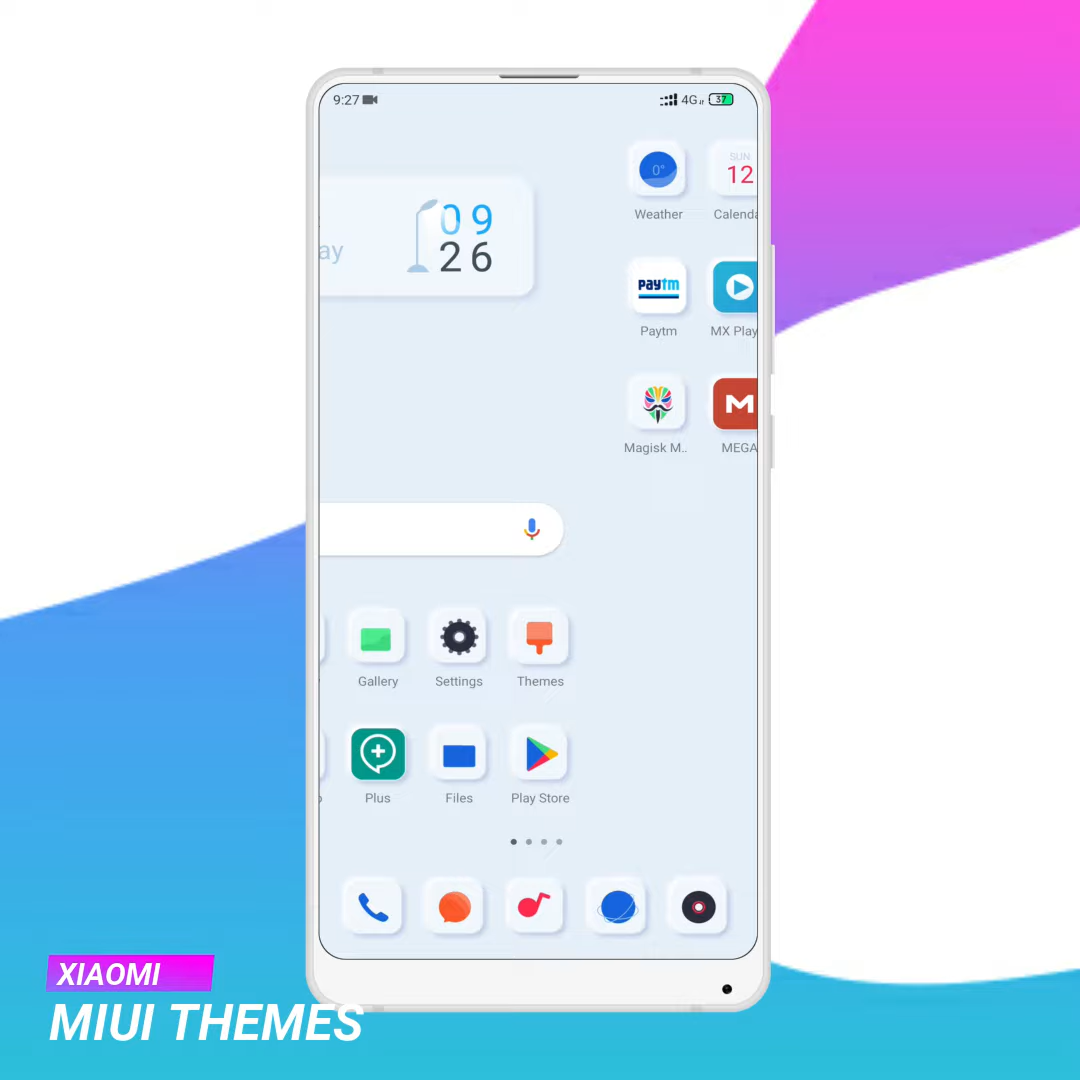 9:27 4G 37
0°
Weather
SUN
12
Calenda
ay
09
26
paytm
Paytm
MX Play
Magisk M..
M
MEGA
Gallery
Settings
Themes
Plus
Files
Play Store
XIAOMI
MIUI THEMES